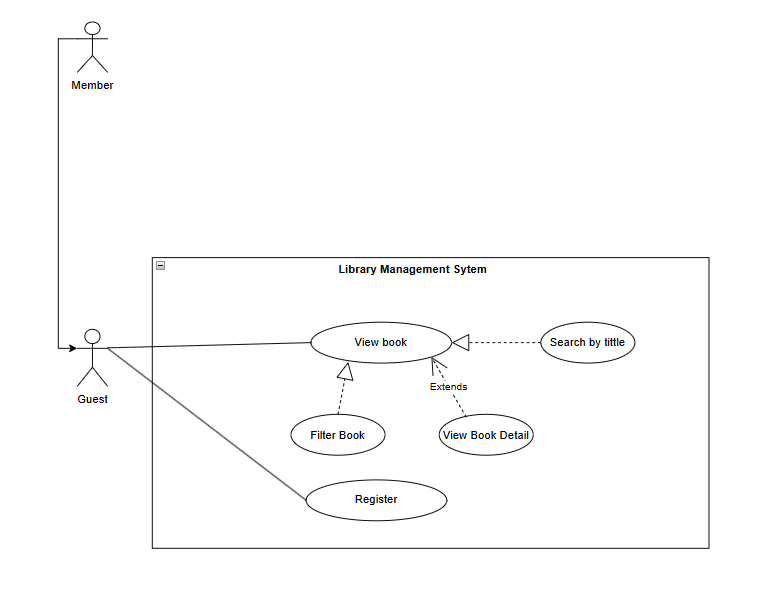 Member
Library Management Sytem
View book
Search by tittle
Extends
Guest
Filter Book
View Book Detail
Register